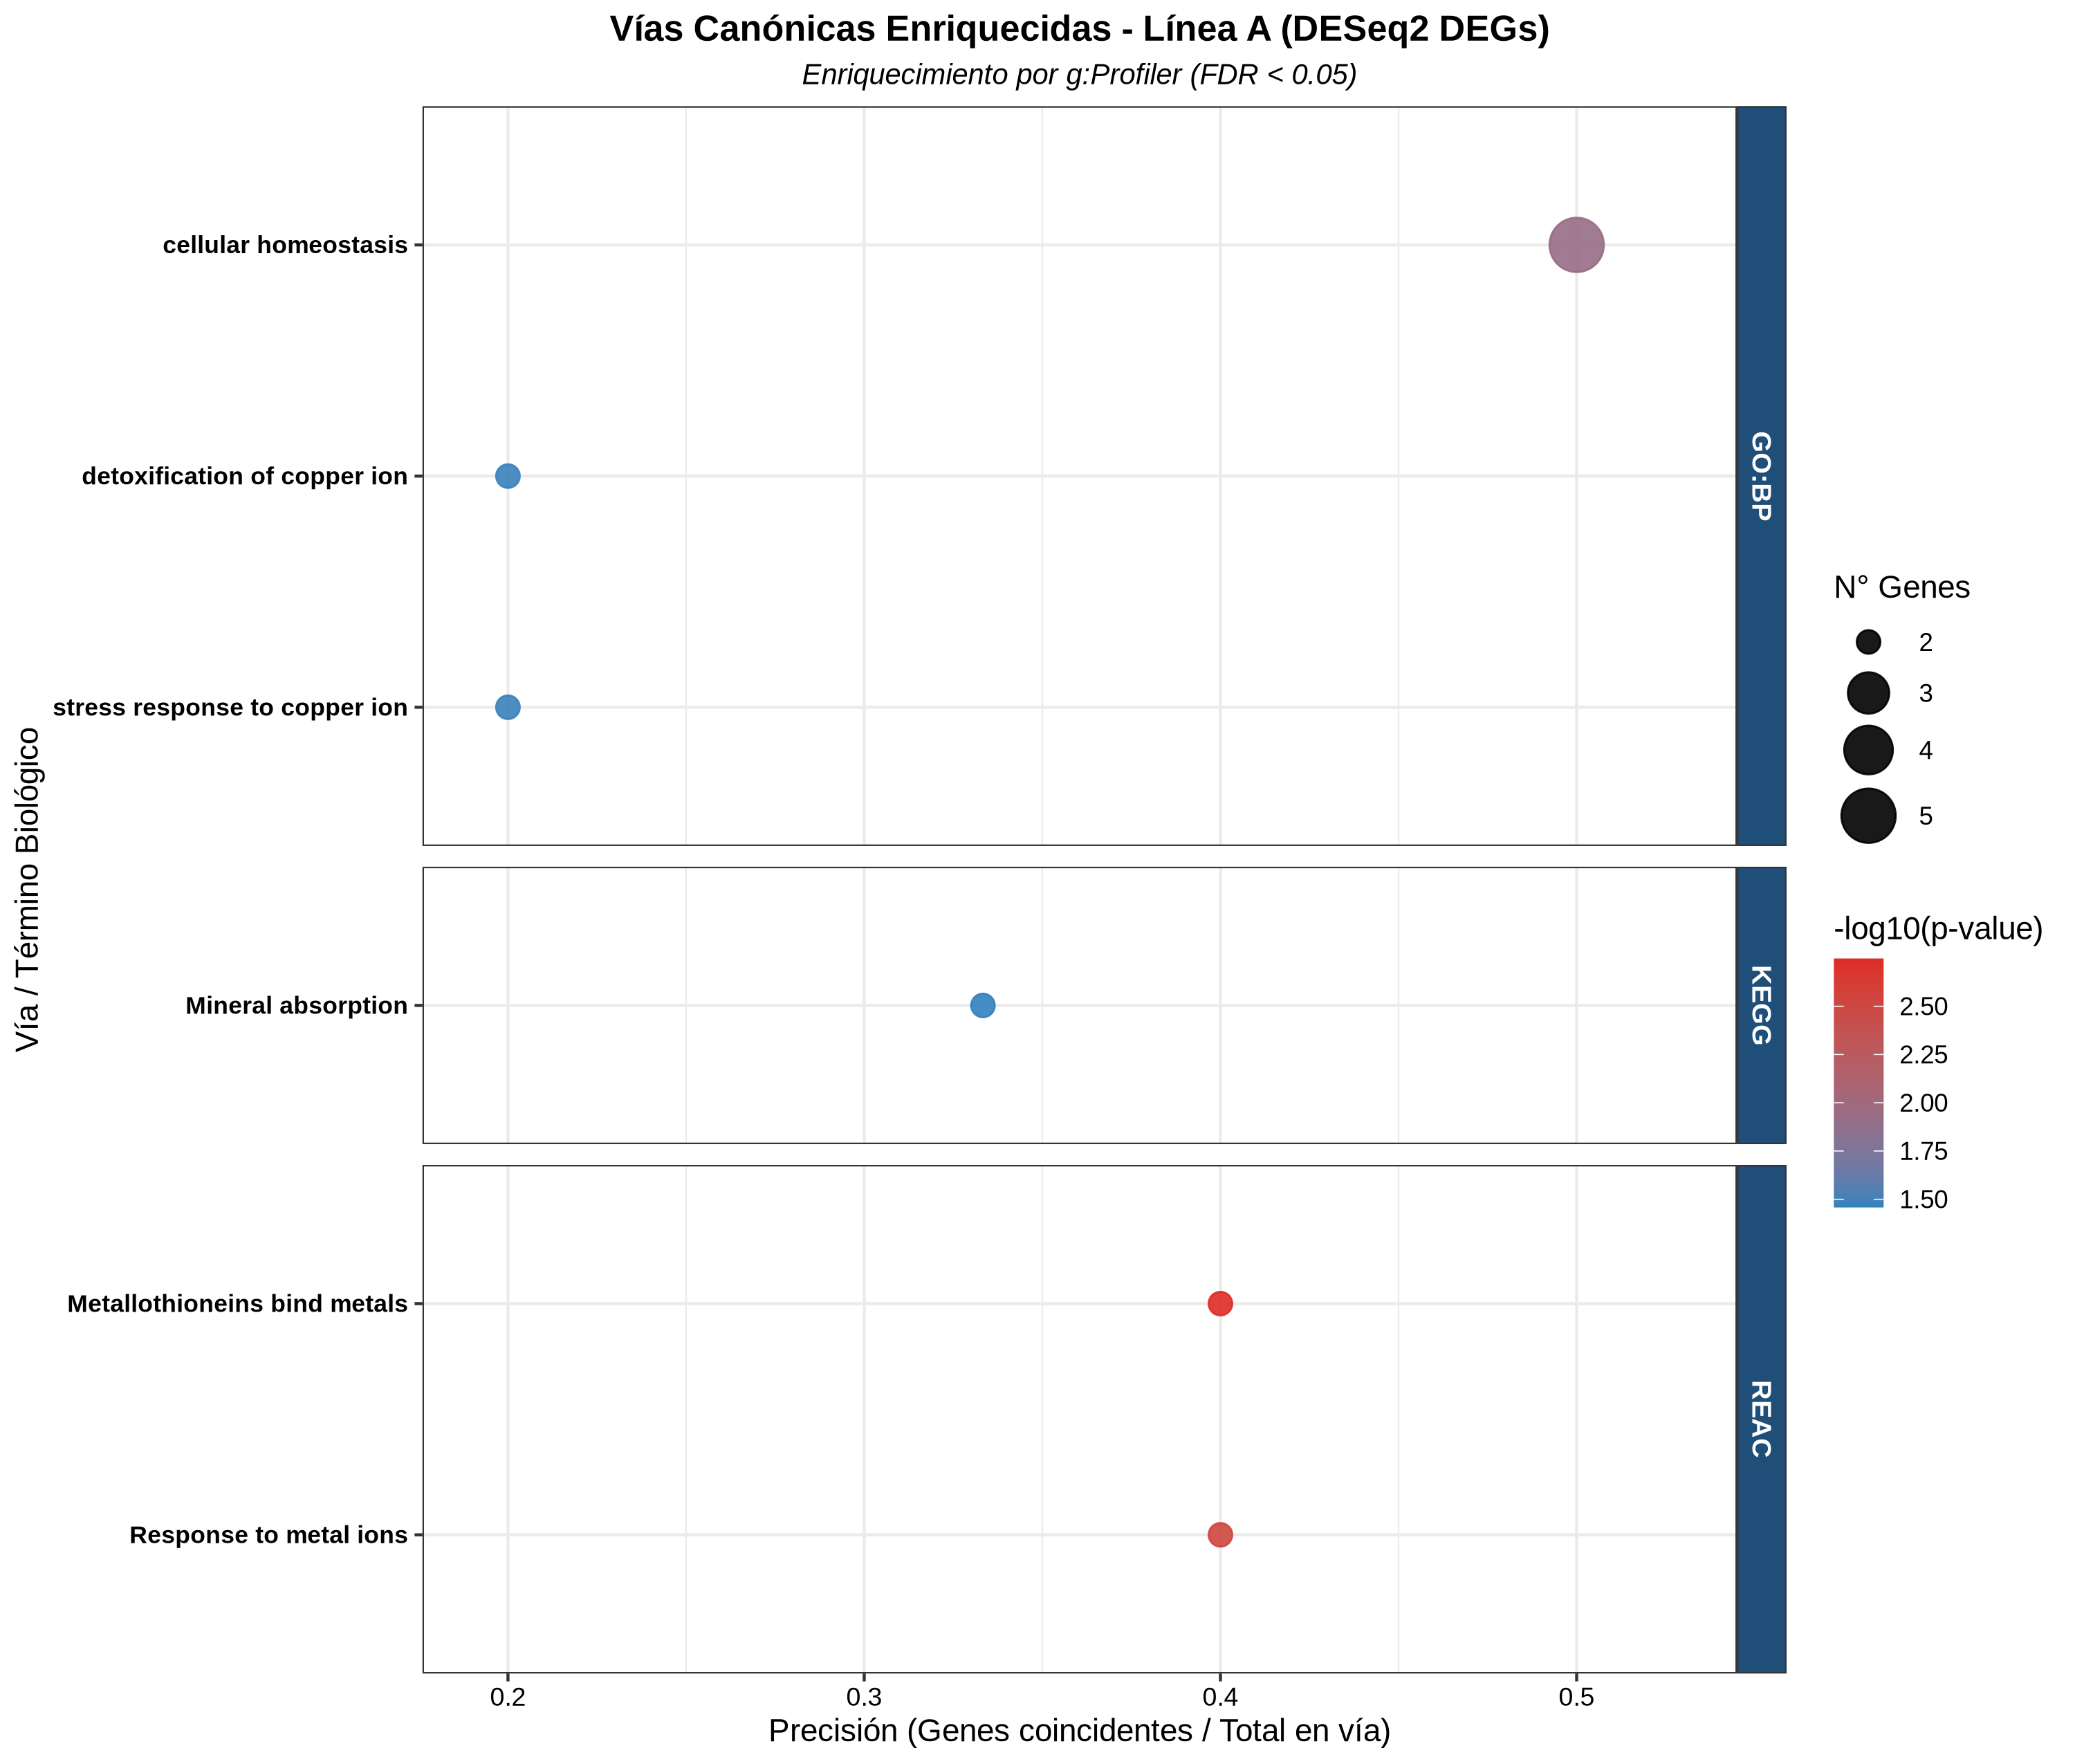 Vías Canónicas Enriquecidas - Línea A (DESeq2 DEGs)
Enriquecimiento por g:Profiler (FDR < 0.05)
Vía / Término Biológico
cellular homeostasis
detoxification of copper ion
stress response to copper ion
GO:BP
Mineral absorption
KEGG
Metallothioneins bind metals
Response to metal ions
REAC
0.2
0.3
0.4
0.5
Precisión (Genes coincidentes / Total en vía)
N° Genes
2
3
4
5
-log10(p-value)
2.50
2.25
2.00
1.75
1.50